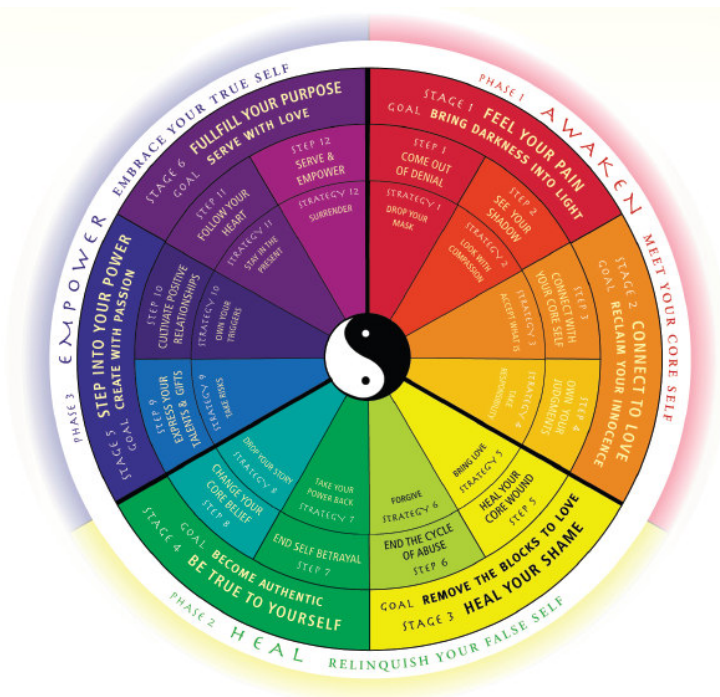 PHASE 1
AWAKEN
MEET YOUR CORE SELF
STAGE 1 FEEL YOUR PAIN
GOAL BRING DARKNESS INTO LIGHT
STEP 1
COME OUT
OF DENIAL
STRATEGY 1
DROP YOUR
MASK
STEP 2
SEE YOUR
SHADOW
STRATEGY 2
LOOK WITH
COMPASSION
STAGE 2 CONNECT TO LOVE
GOAL RECLAIM YOUR INNOCENCE
STEP 3
CONNECT WITH
YOUR CORE SELF
STRATEGY 3
ACCEPT WHAT IS
STEP 4
OWN YOUR
JUDGMENTS
STRATEGY 4
TAKE
RESPONSIBILITY
PHASE 2
HEAL
RELINQUISH YOUR FALSE SELF
GOAL REMOVE THE BLOCKS TO LOVE
STAGE 3 HEAL YOUR SHAME
BRING LOVE
STRATEGY 5
HEAL YOUR
CORE WOUND
STEP 5
FORGIVE
STRATEGY 6
END THE CYCLE
OF ABUSE
STEP 6
GOAL BECOME AUTHENTIC
STAGE 4 BE TRUE TO YOURSELF
TAKE YOUR
POWER BACK
STRATEGY 7
END SELF BETRAYAL
STEP 7
DROP YOUR STORY
STRATEGY 8
CHANGE YOUR
CORE BELIEF
STEP 8
PHASE 3
EMPOWER
EMBRACE YOUR TRUE SELF
STAGE 5 STEP INTO YOUR POWER
GOAL CREATE WITH PASSION
STEP 9
EXPRESS YOUR
TALENTS & GIFTS
STRATEGY 9
TAKE RISKS
STEP 10
CULTIVATE POSITIVE
RELATIONSHIPS
STRATEGY 10
OWN YOUR
TRIGGERS
STAGE 6 FULLFILL YOUR PURPOSE
GOAL SERVE WITH LOVE
STEP 11
FOLLOW YOUR
HEART
STRATEGY 11
STAY IN THE
PRESENT
STEP 12
SERVE &
EMPOWER
STRATEGY 12
SURRENDER